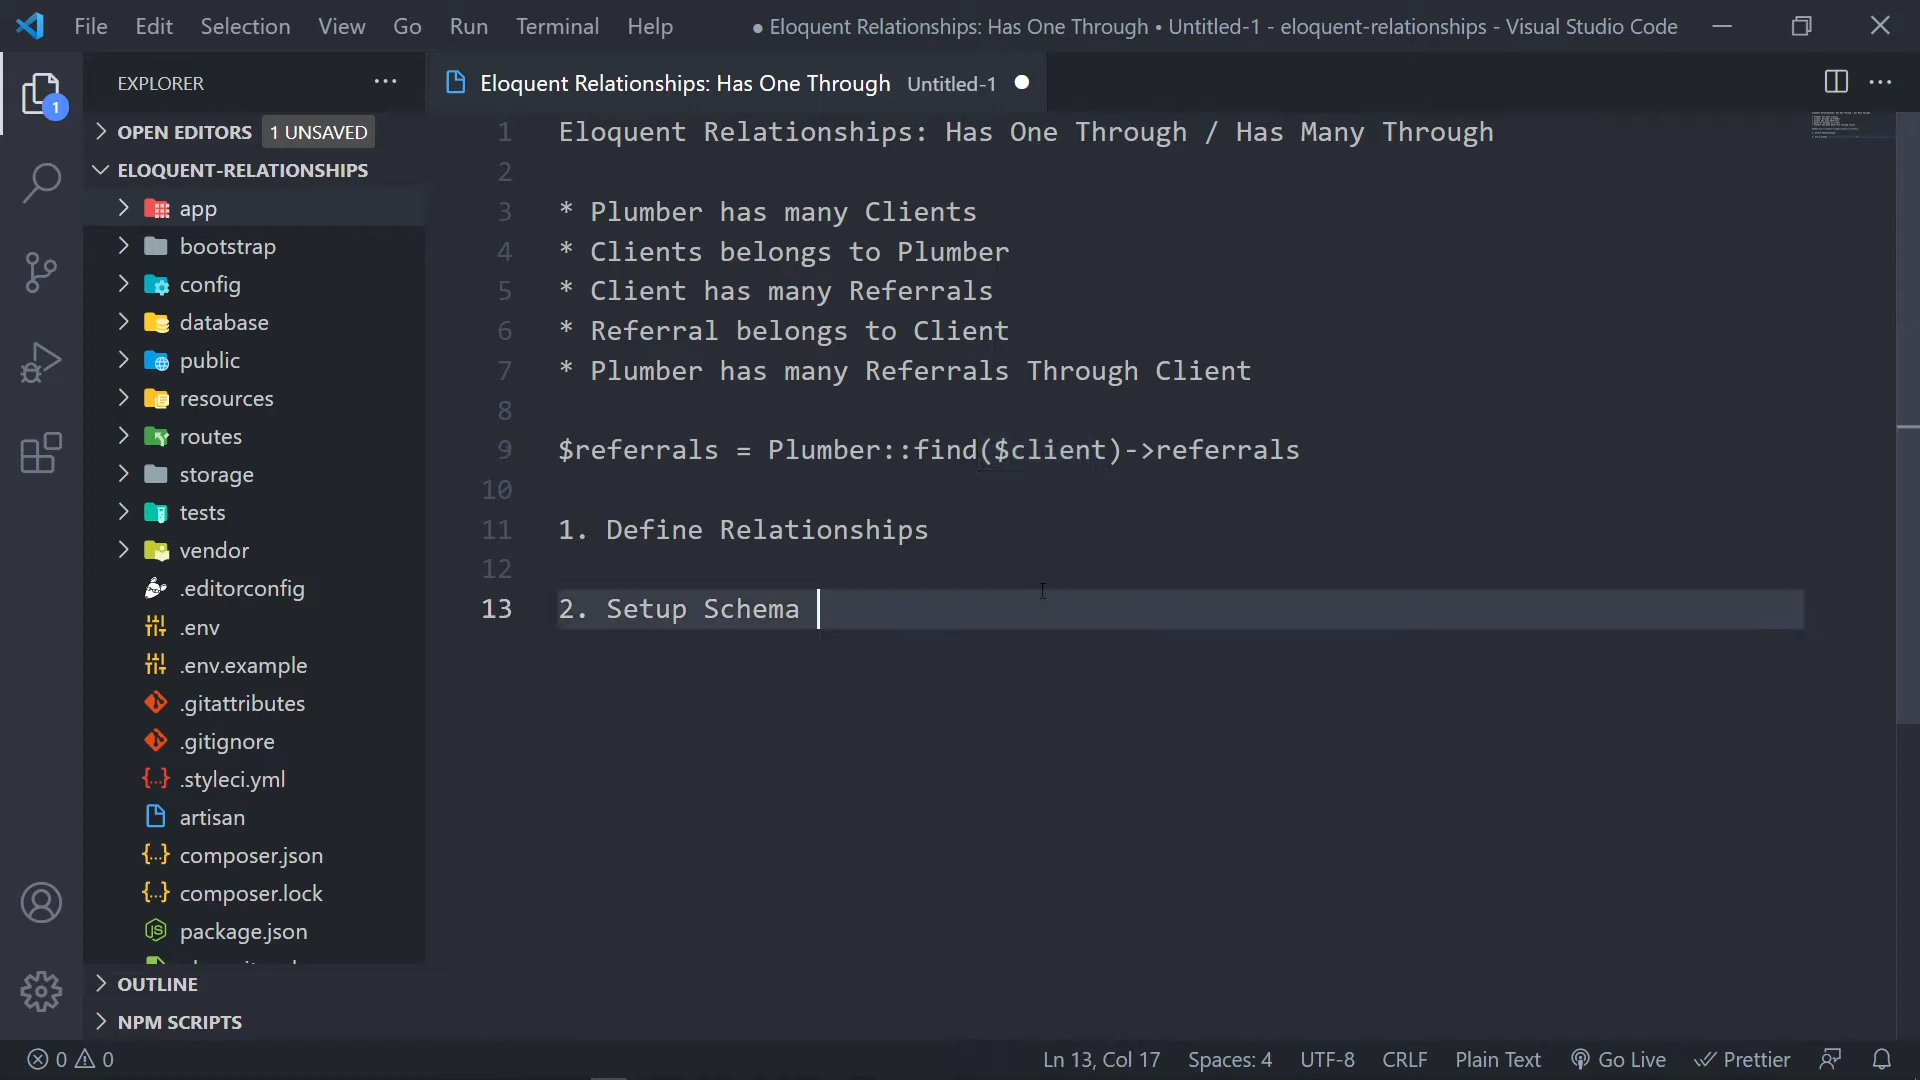 File Edit Selection View Go Run Terminal Help
● Eloquent Relationships: Has One Through • Untitled-1 - eloquent-relationships - Visual Studio Code
EXPLORER
Eloquent Relationships: Has One Through Untitled-1
1
OPEN EDITORS 1 UNSAVED
ELOQUENT-RELATIONSHIPS
app
bootstrap
config
database
public
resources
routes
storage
tests
vendor
.editorconfig
.env
.env.example
.gitattributes
.gitignore
.styleci.yml
artisan
composer.json
composer.lock
package.json
OUTLINE
NPM SCRIPTS
1 Eloquent Relationships: Has One Through / Has Many Through
2
3 * Plumber has many Clients
4 * Clients belongs to Plumber
5 * Client has many Referrals
6 * Referral belongs to Client
7 * Plumber has many Referrals Through Client
8
9 $referrals = Plumber::find($client)->referrals
10
11 1. Define Relationships
12
13 2. Setup Schema
0 0
Ln 13, Col 17 Spaces: 4 UTF-8 CRLF Plain Text Go Live Prettier